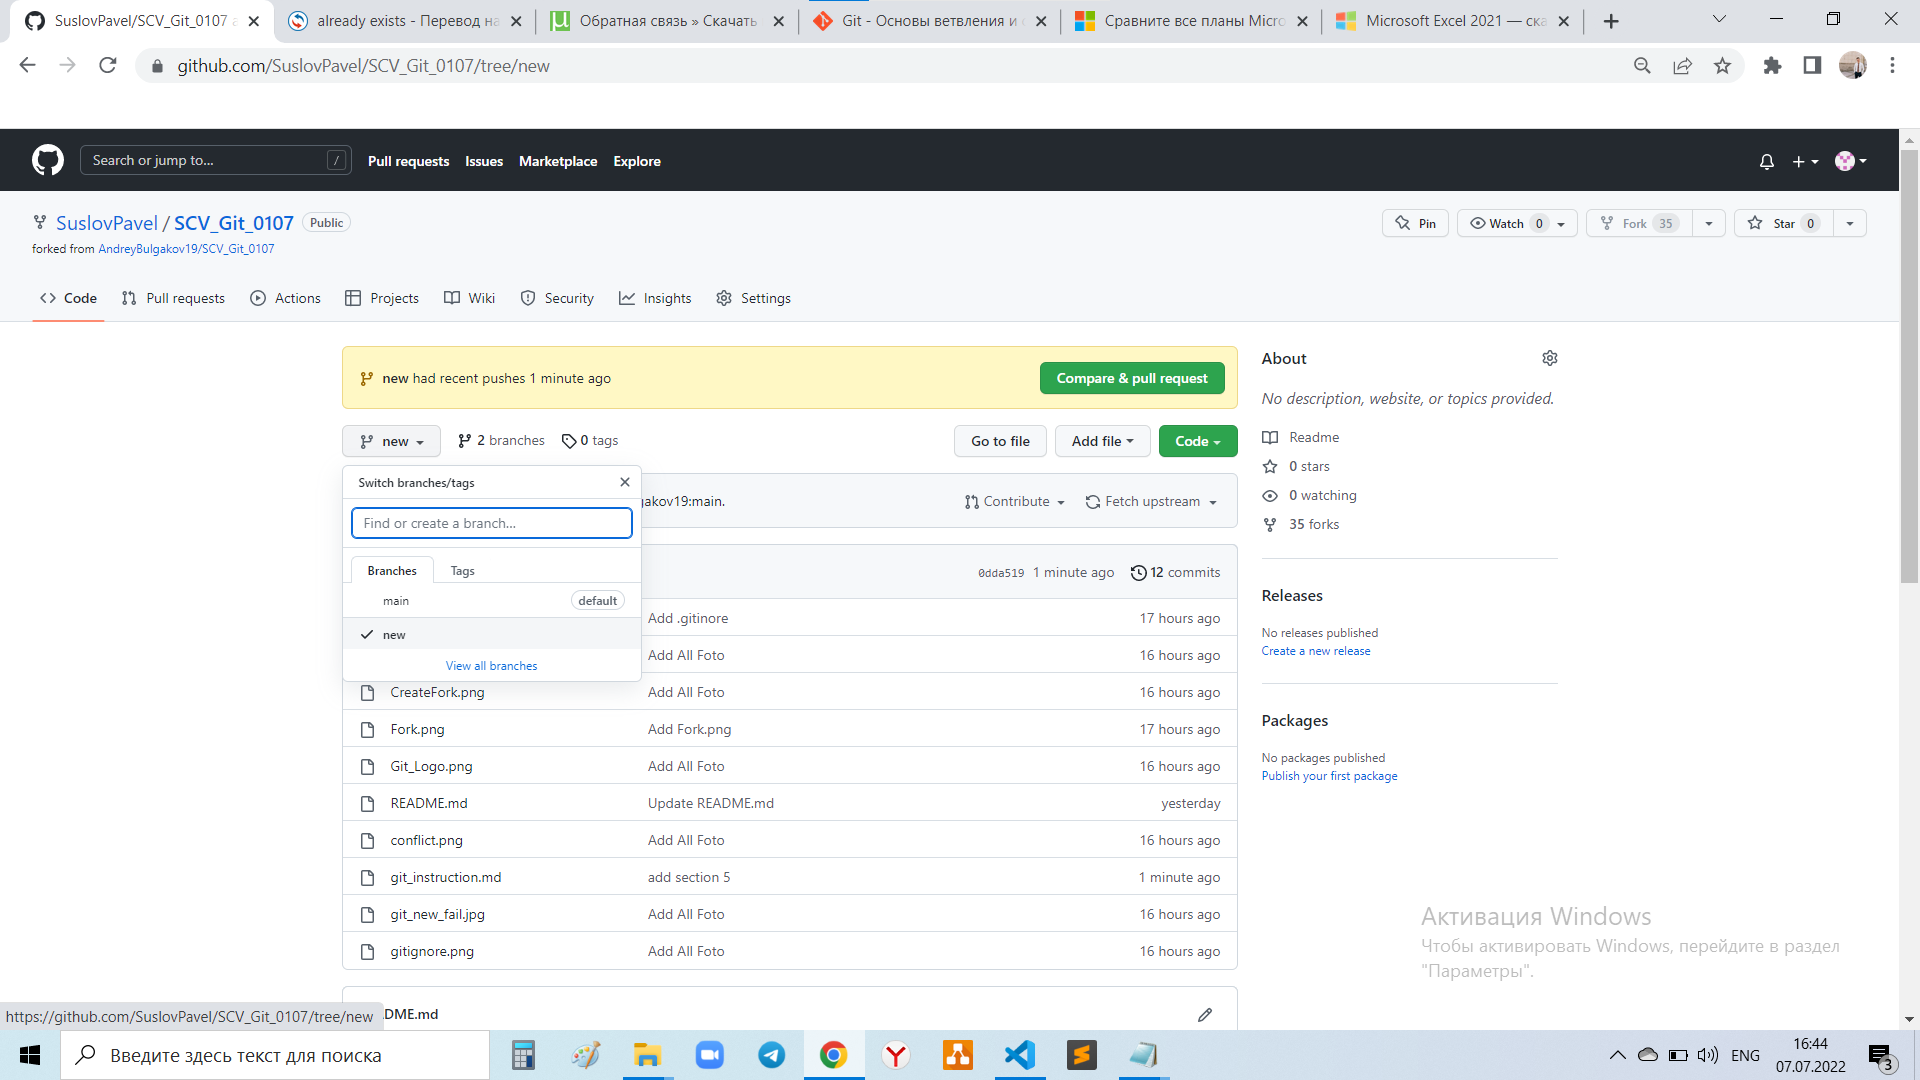 SuslovPavel/SCV_Git_0107 a
already exists - Перевод на
Обратная связь » Скачать
Git - Основы ветвления и с
Сравните все планы Micro
Microsoft Excel 2021 — ска
github.com/SuslovPavel/SCV_Git_0107/tree/new
Search or jump to... /
Pull requests Issues Marketplace Explore
SuslovPavel / SCV_Git_0107 Public
Pin Watch 0 Fork 35 Star 0
forked from AndreyBulgakov19/SCV_Git_0107
Code Pull requests Actions Projects Wiki Security Insights Settings
new had recent pushes 1 minute ago Compare & pull request
new 2 branches 0 tags Go to file Add file Code
Switch branches/tags
Find or create a branch...
Branches Tags
main default
new
View all branches
akov19:main. Contribute Fetch upstream
0dda519 1 minute ago 12 commits
Add .gitinore 17 hours ago
Add All Foto 16 hours ago
CreateFork.png Add All Foto 16 hours ago
Fork.png Add Fork.png 17 hours ago
Git_Logo.png Add All Foto 16 hours ago
README.md Update README.md yesterday
conflict.png Add All Foto 16 hours ago
git_instruction.md add section 5 1 minute ago
git_new_fail.jpg Add All Foto 16 hours ago
gitignore.png Add All Foto 16 hours ago
DME.md
About
No description, website, or topics provided.
Readme
0 stars
0 watching
35 forks
Releases
No releases published
Create a new release
Packages
No packages published
Publish your first package
Активация Windows
Чтобы активировать Windows, перейдите в раздел
"Параметры".
https://github.com/SuslovPavel/SCV_Git_0107/tree/new
Введите здесь текст для поиска
ENG
16:44
07.07.2022
3